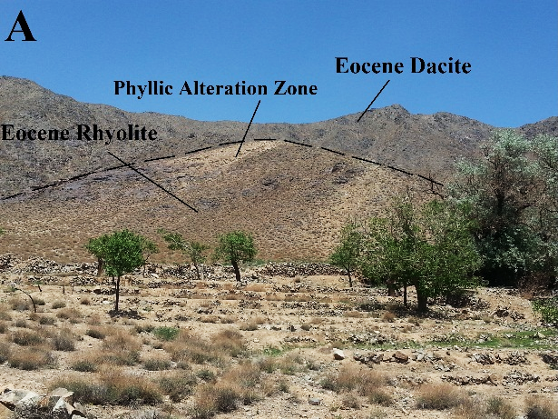 A
Eocene Dacite
Phyllic Alteration Zone
Eocene Rhyolite